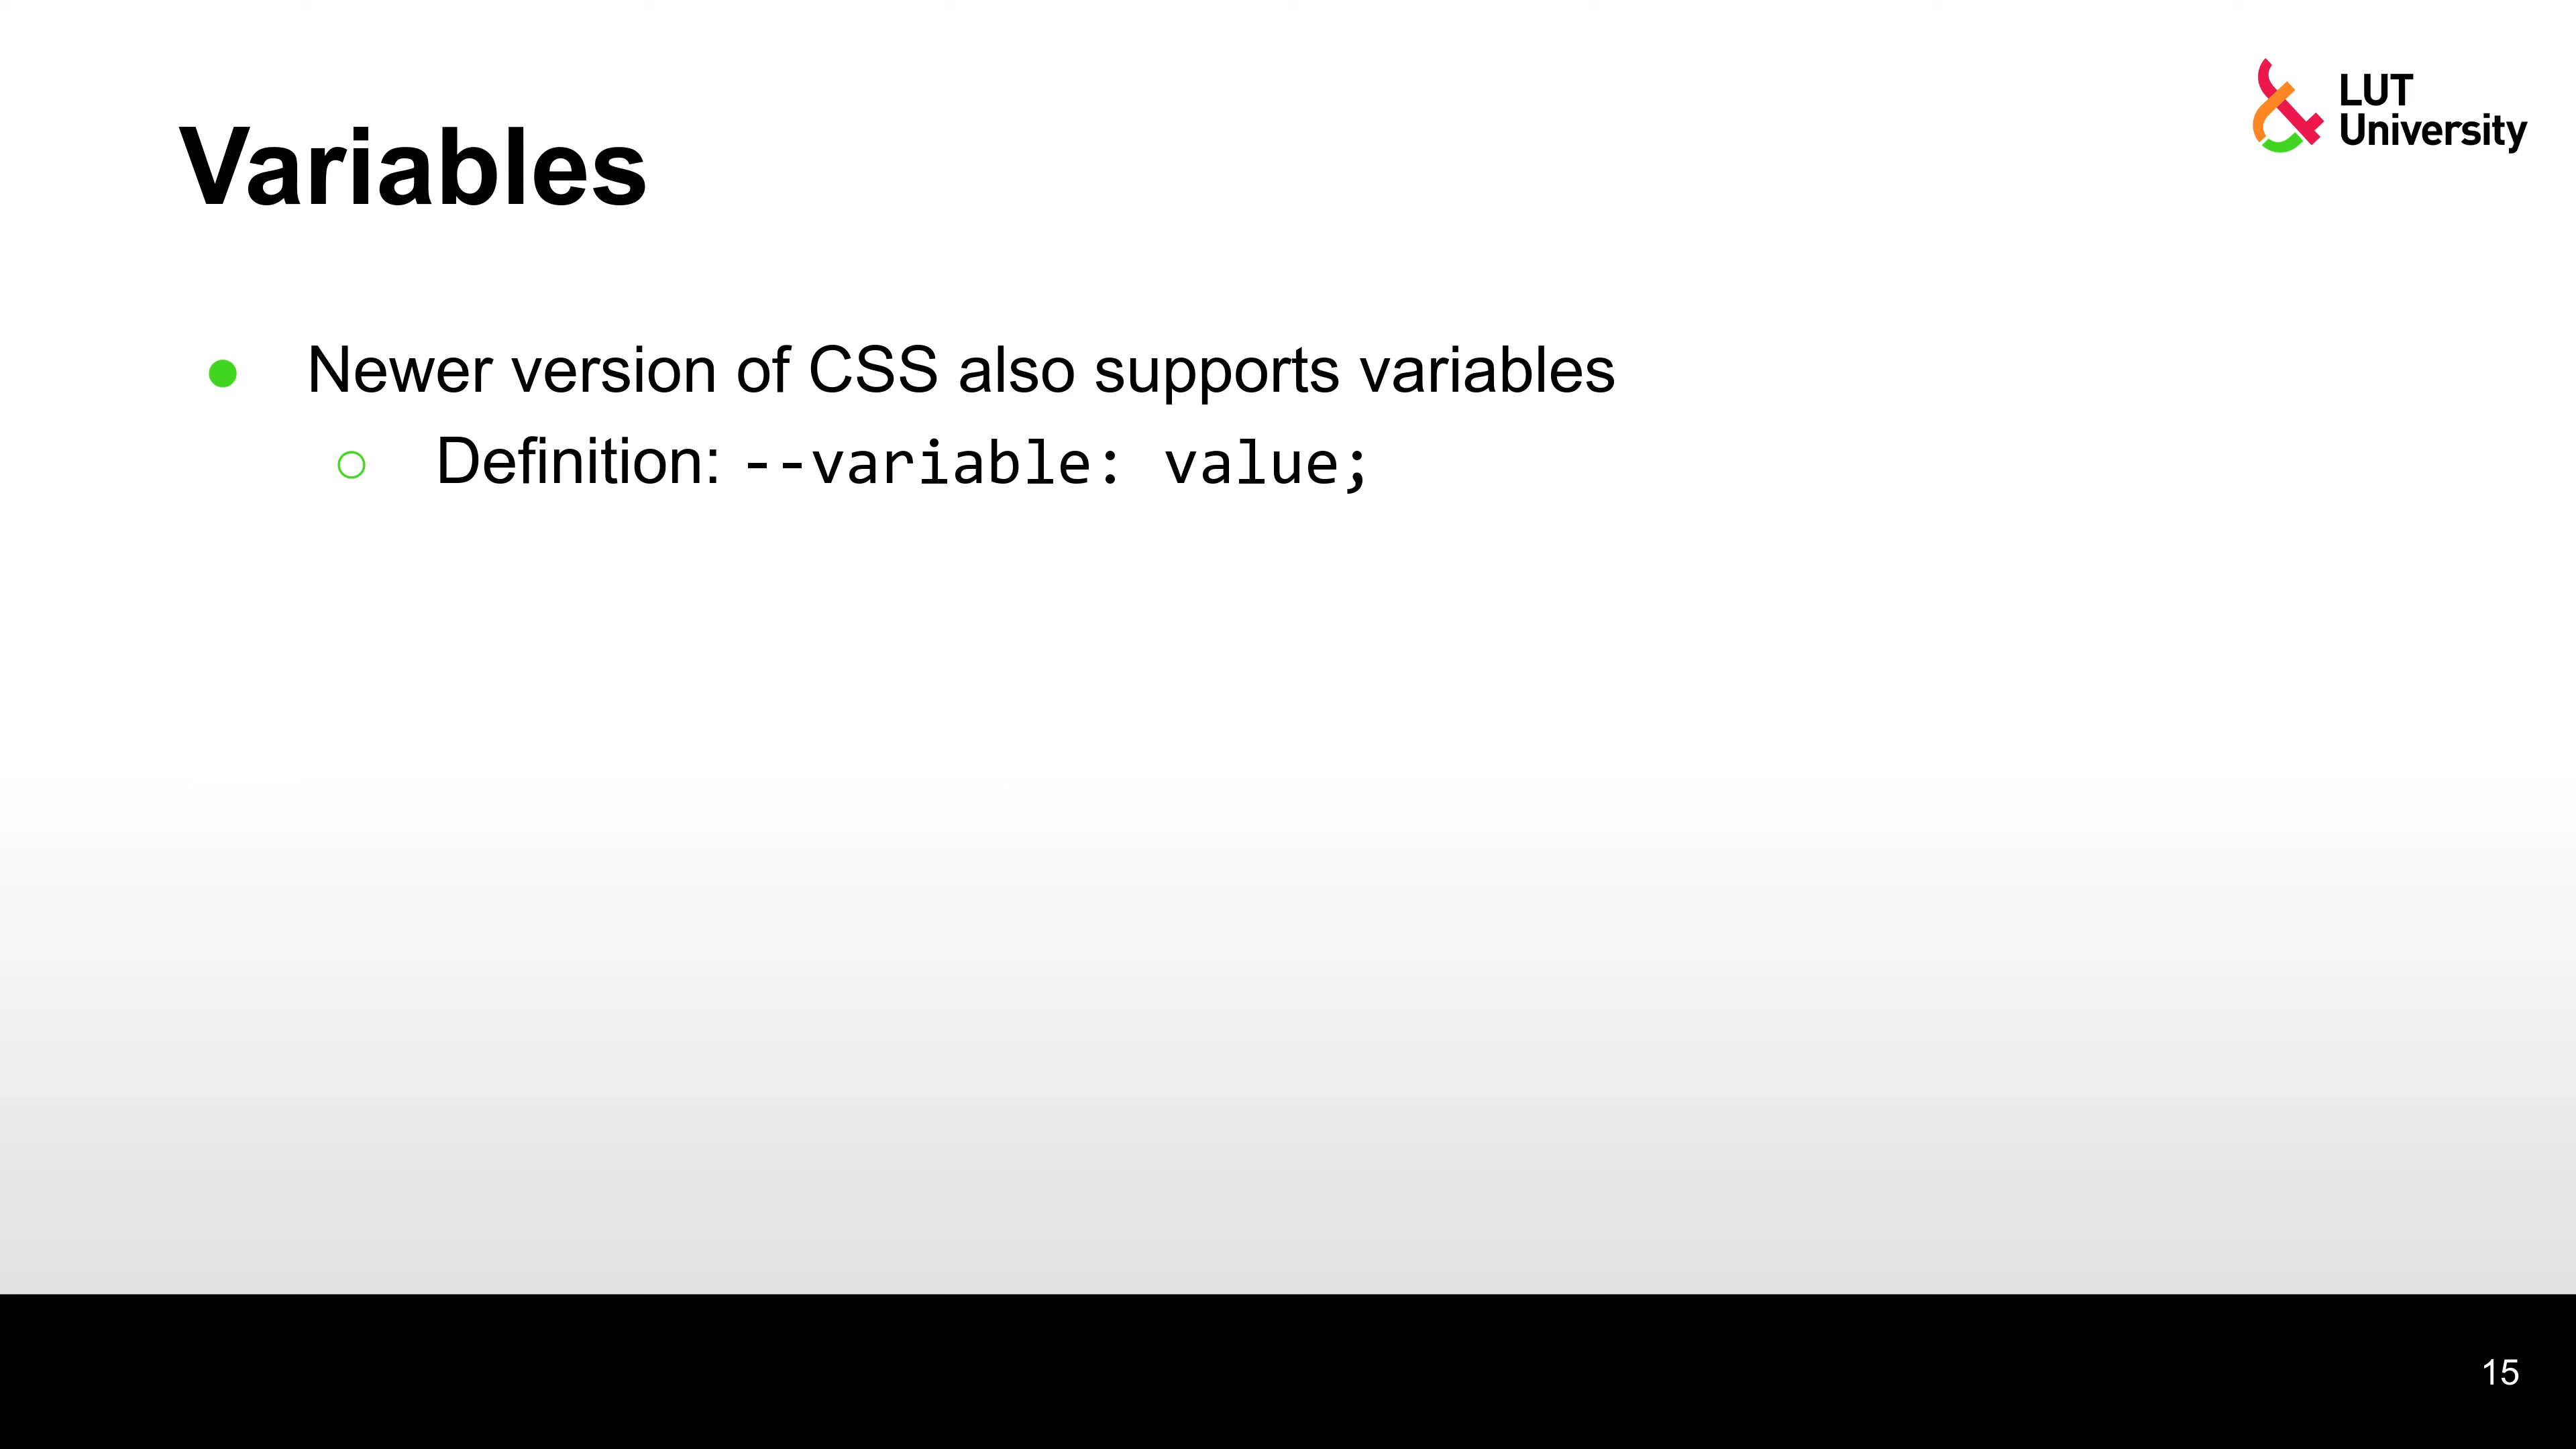 LUT
University
Variables
● Newer version of CSS also supports variables
○ Definition: --variable: value;
15